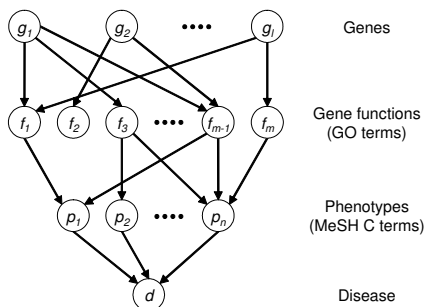 g1 g2 •••• gl Genes
f1 f2 f3 •••• fm-1 fm Gene functions
(GO terms)
p1 p2 •••• pn Phenotypes
(MeSH C terms)
d Disease